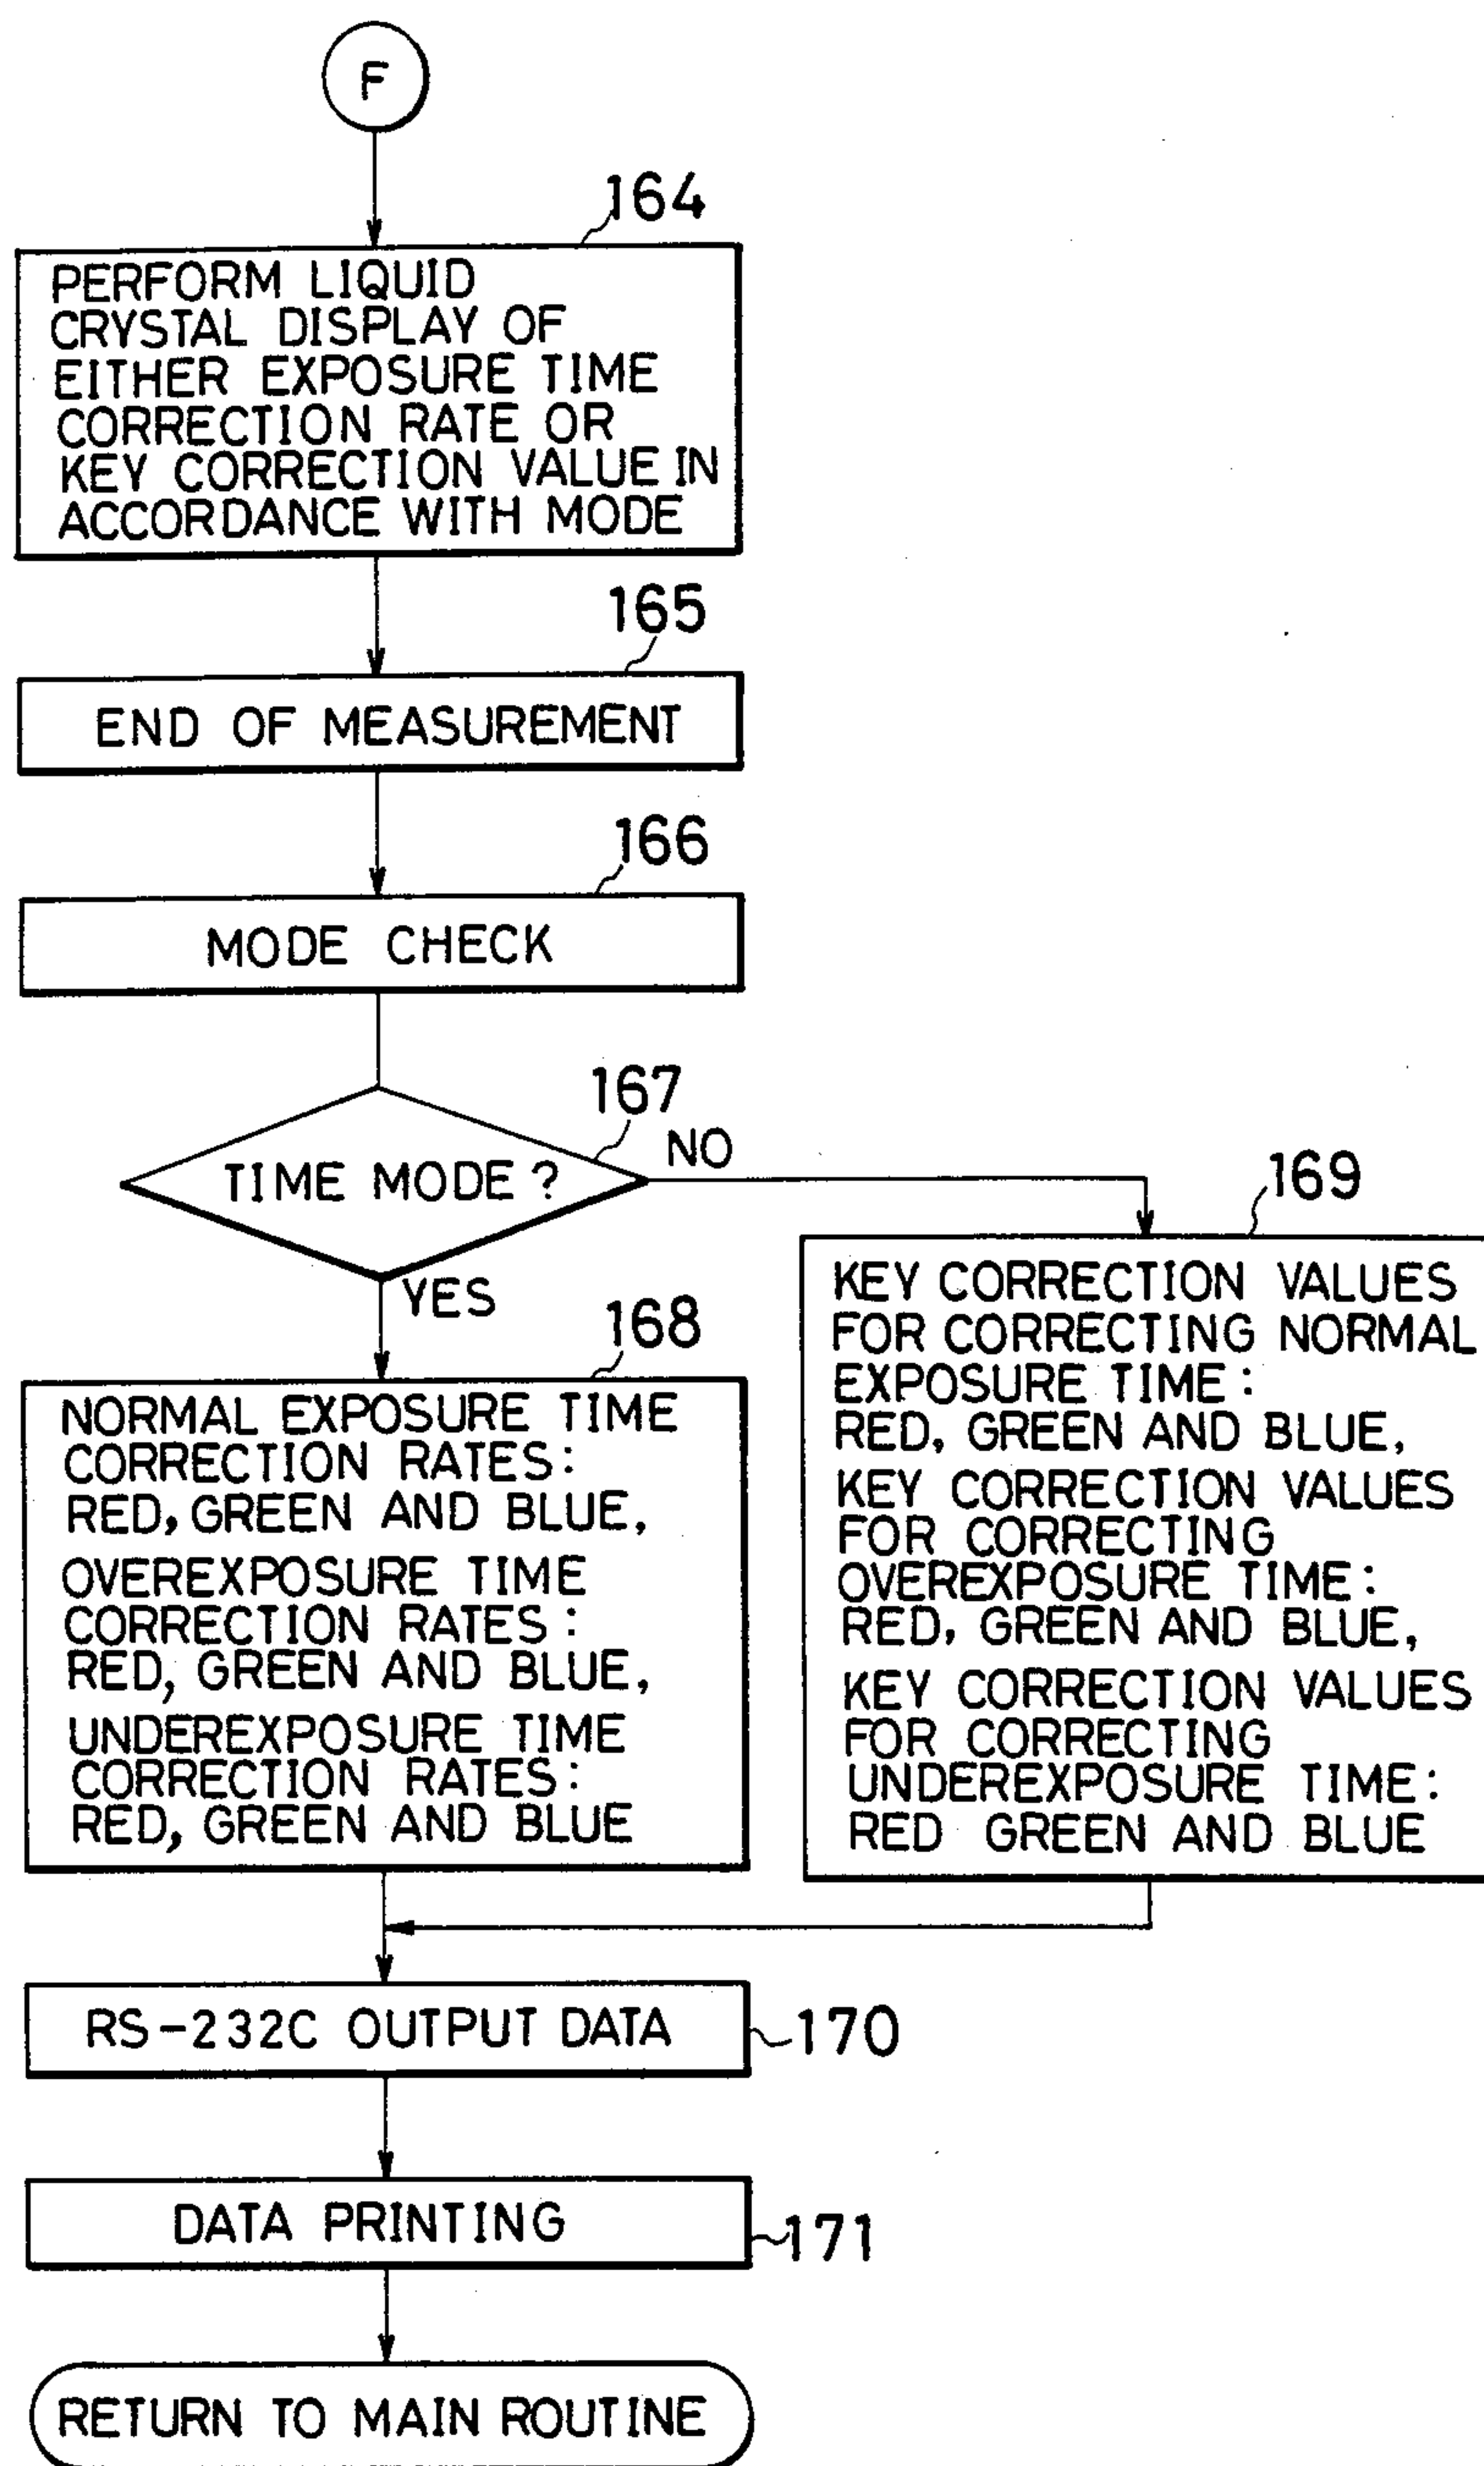 F
164
PERFORM LIQUID
CRYSTAL DISPLAY OF
EITHER EXPOSURE TIME
CORRECTION RATE OR
KEY CORRECTION VALUE IN
ACCORDANCE WITH MODE
165
END OF MEASUREMENT
166
MODE CHECK
167
TIME MODE ?
NO
YES
168
NORMAL EXPOSURE TIME
CORRECTION RATES:
RED, GREEN AND BLUE,
OVEREXPOSURE TIME
CORRECTION RATES:
RED, GREEN AND BLUE,
UNDEREXPOSURE TIME
CORRECTION RATES:
RED, GREEN AND BLUE
169
KEY CORRECTION VALUES
FOR CORRECTING NORMAL
EXPOSURE TIME:
RED, GREEN AND BLUE,
KEY CORRECTION VALUES
FOR CORRECTING
OVEREXPOSURE TIME:
RED, GREEN AND BLUE,
KEY CORRECTION VALUES
FOR CORRECTING
UNDEREXPOSURE TIME:
RED GREEN AND BLUE
RS-232C OUTPUT DATA
170
DATA PRINTING
171
RETURN TO MAIN ROUTINE